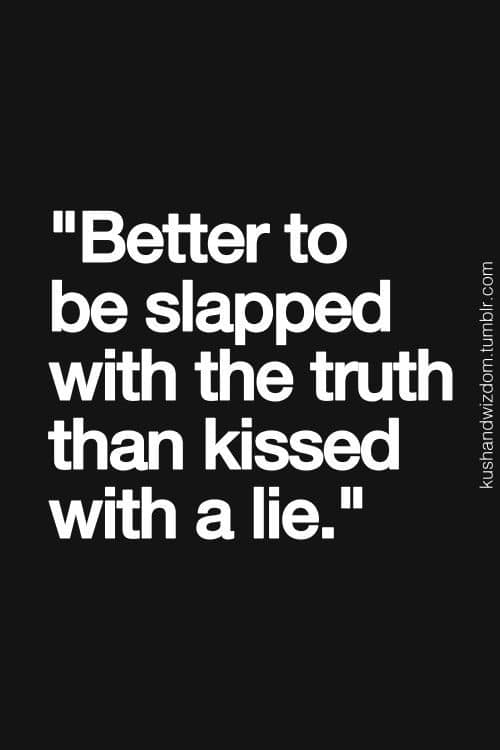 "Better to
be slapped
with the truth
than kissed
with a lie."
kushandwizdom.tumblr.com